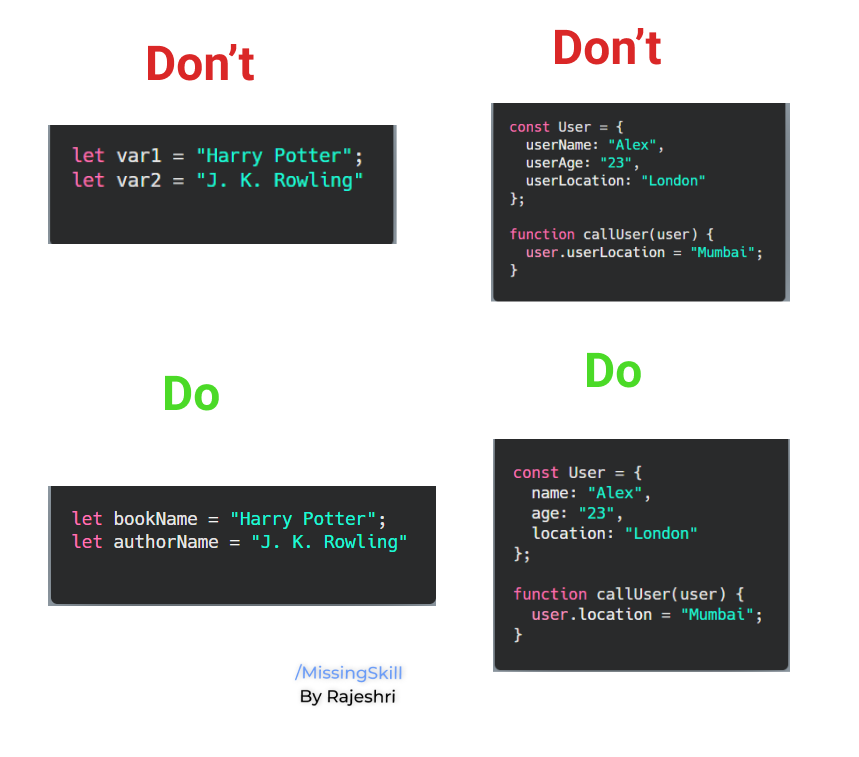 Don’t
let var1 = "Harry Potter";
let var2 = "J. K. Rowling"
Do
let bookName = "Harry Potter";
let authorName = "J. K. Rowling"
Don’t
const User = {
  userName: "Alex",
  userAge: "23",
  userLocation: "London"
};

function callUser(user) {
  user.userLocation = "Mumbai";
}
Do
const User = {
  name: "Alex",
  age: "23",
  location: "London"
};

function callUser(user) {
  user.location = "Mumbai";
}
/MissingSkill
By Rajeshri